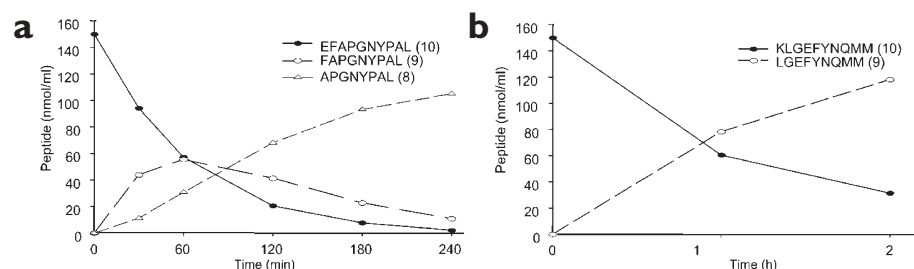 a
160
140
120
100
80
60
40
20
0
Peptide (nmol/ml)
EFAPGNYPAL (10)
FAPGNYPAL (9)
APGNYPAL (8)
0 60 120 180 240
Time (min)
b
160
140
120
100
80
60
40
20
0
Peptide (nmol/ml)
KLGEFYNQMM (10)
LGEFYNQMM (9)
0 1 2
Time (h)